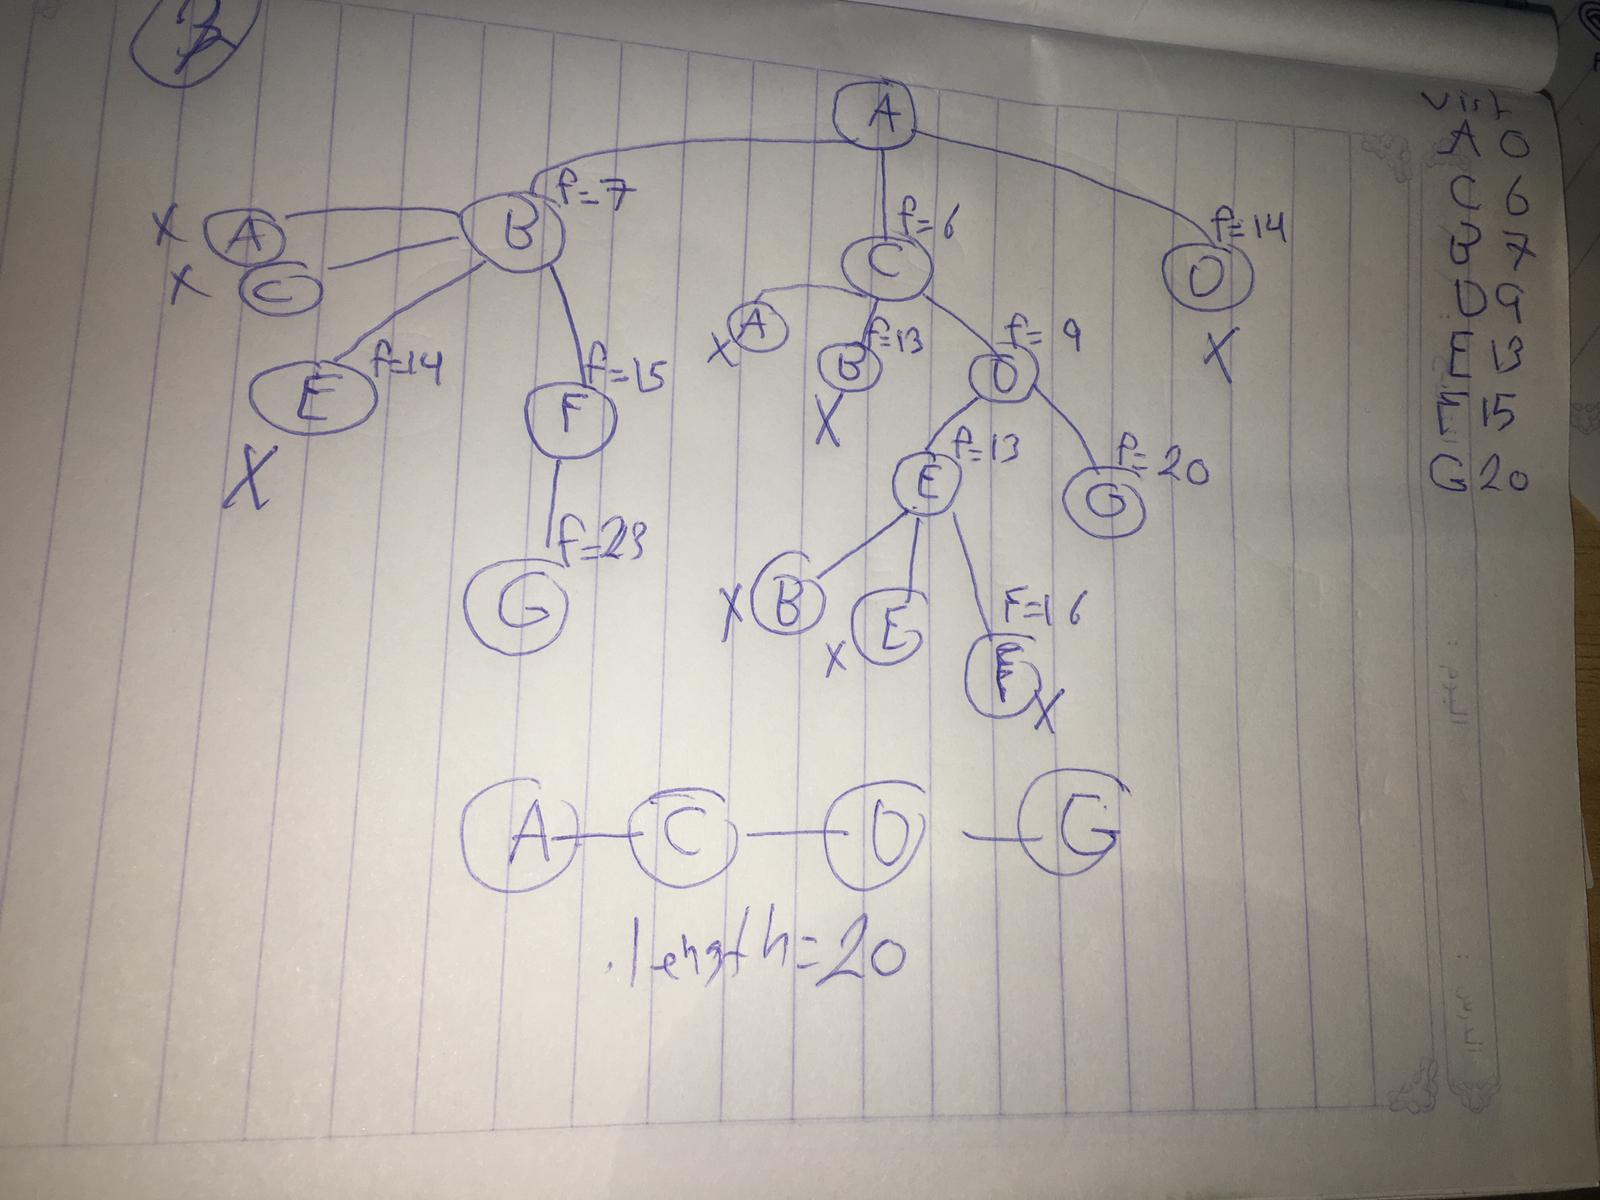 A
visit
A 0
C 6
B 7
D 9
E 13
F 15
G 20
f=7
B
f=6
C
f=14
D
X A
X C
f=14
E
X
f=15
F
X A
f=13
B
X
f=9
D
X
f=13
E
f=20
G
f=23
G
X B
X E
F=16
F X
A C D G
length=20